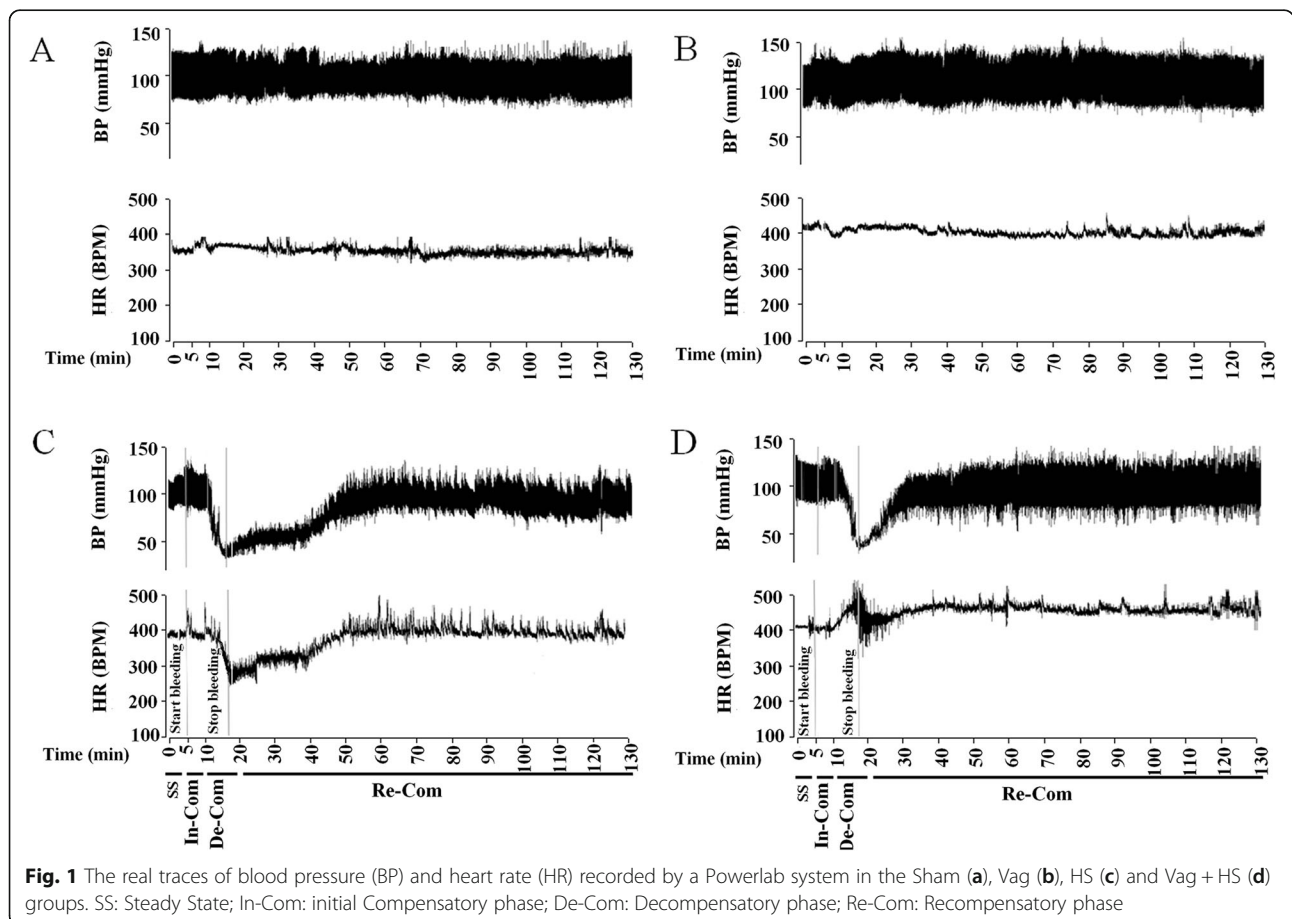 A
BP (mmHg)
150
100
50
HR (BPM)
500
400
300
200
100
Time (min)
0 5 10 20 30 40 50 60 70 80 90 100 110 120 130
B
BP (mmHg)
150
100
50
HR (BPM)
500
400
300
200
100
Time (min)
0 5 10 20 30 40 50 60 70 80 90 100 110 120 130
C
BP (mmHg)
150
100
50
HR (BPM)
500
400
300
200
100
Start bleeding
Stop bleeding
Time (min)
0 5 10 20 30 40 50 60 70 80 90 100 110 120 130
SS
In-Com
De-Com
Re-Com
D
BP (mmHg)
150
100
50
HR (BPM)
500
400
300
200
100
Start bleeding
Stop bleeding
Time (min)
0 5 10 20 30 40 50 60 70 80 90 100 110 120 130
SS
In-Com
De-Com
Re-Com
Fig. 1 The real traces of blood pressure (BP) and heart rate (HR) recorded by a Powerlab system in the Sham (a), Vag (b), HS (c) and Vag + HS (d)
groups. SS: Steady State; In-Com: initial Compensatory phase; De-Com: Decompensatory phase; Re-Com: Recompensatory phase